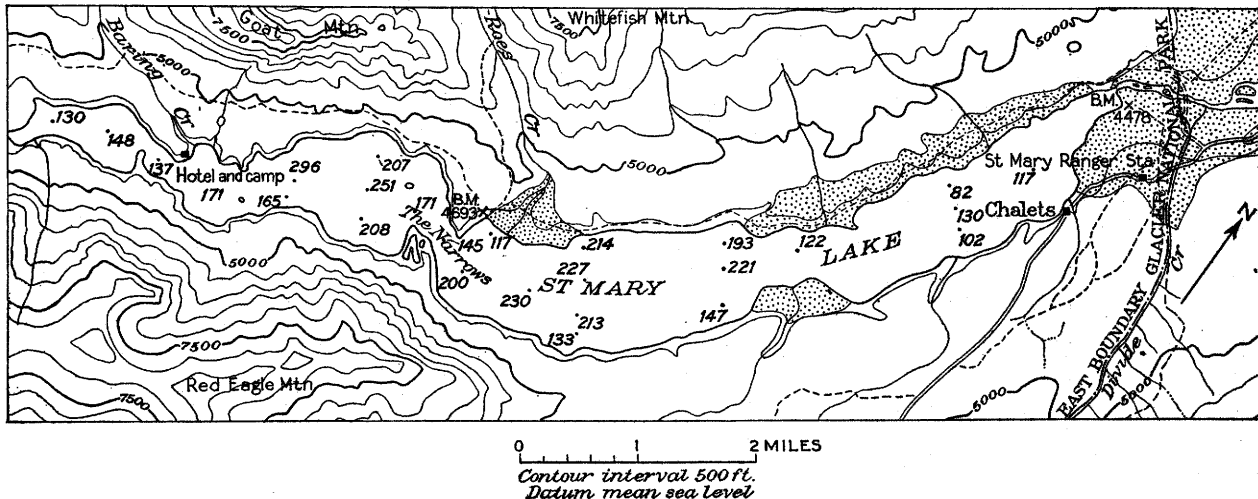 Goat Mtn
Whitefish Mtn
7500
7500
Baring Cr
5000
Roes Cr
5000
130
148
137
Hotel and camp
171
165
296
207
251
208
171
B.M.
4693
The Narrows
145
117
5000
214
193
122
LAKE
82
130
102
B.M.
4478
St Mary Ranger Sta
117
Chalets
EAST BOUNDARY GLACIER NATIONAL PARK
N
5000
200
227
230
ST MARY
221
213
133
147
7500
Red Eagle Mtn
7500
5000
Divide Cr
5000
0 1 2 MILES
Contour interval 500 ft.
Datum mean sea level